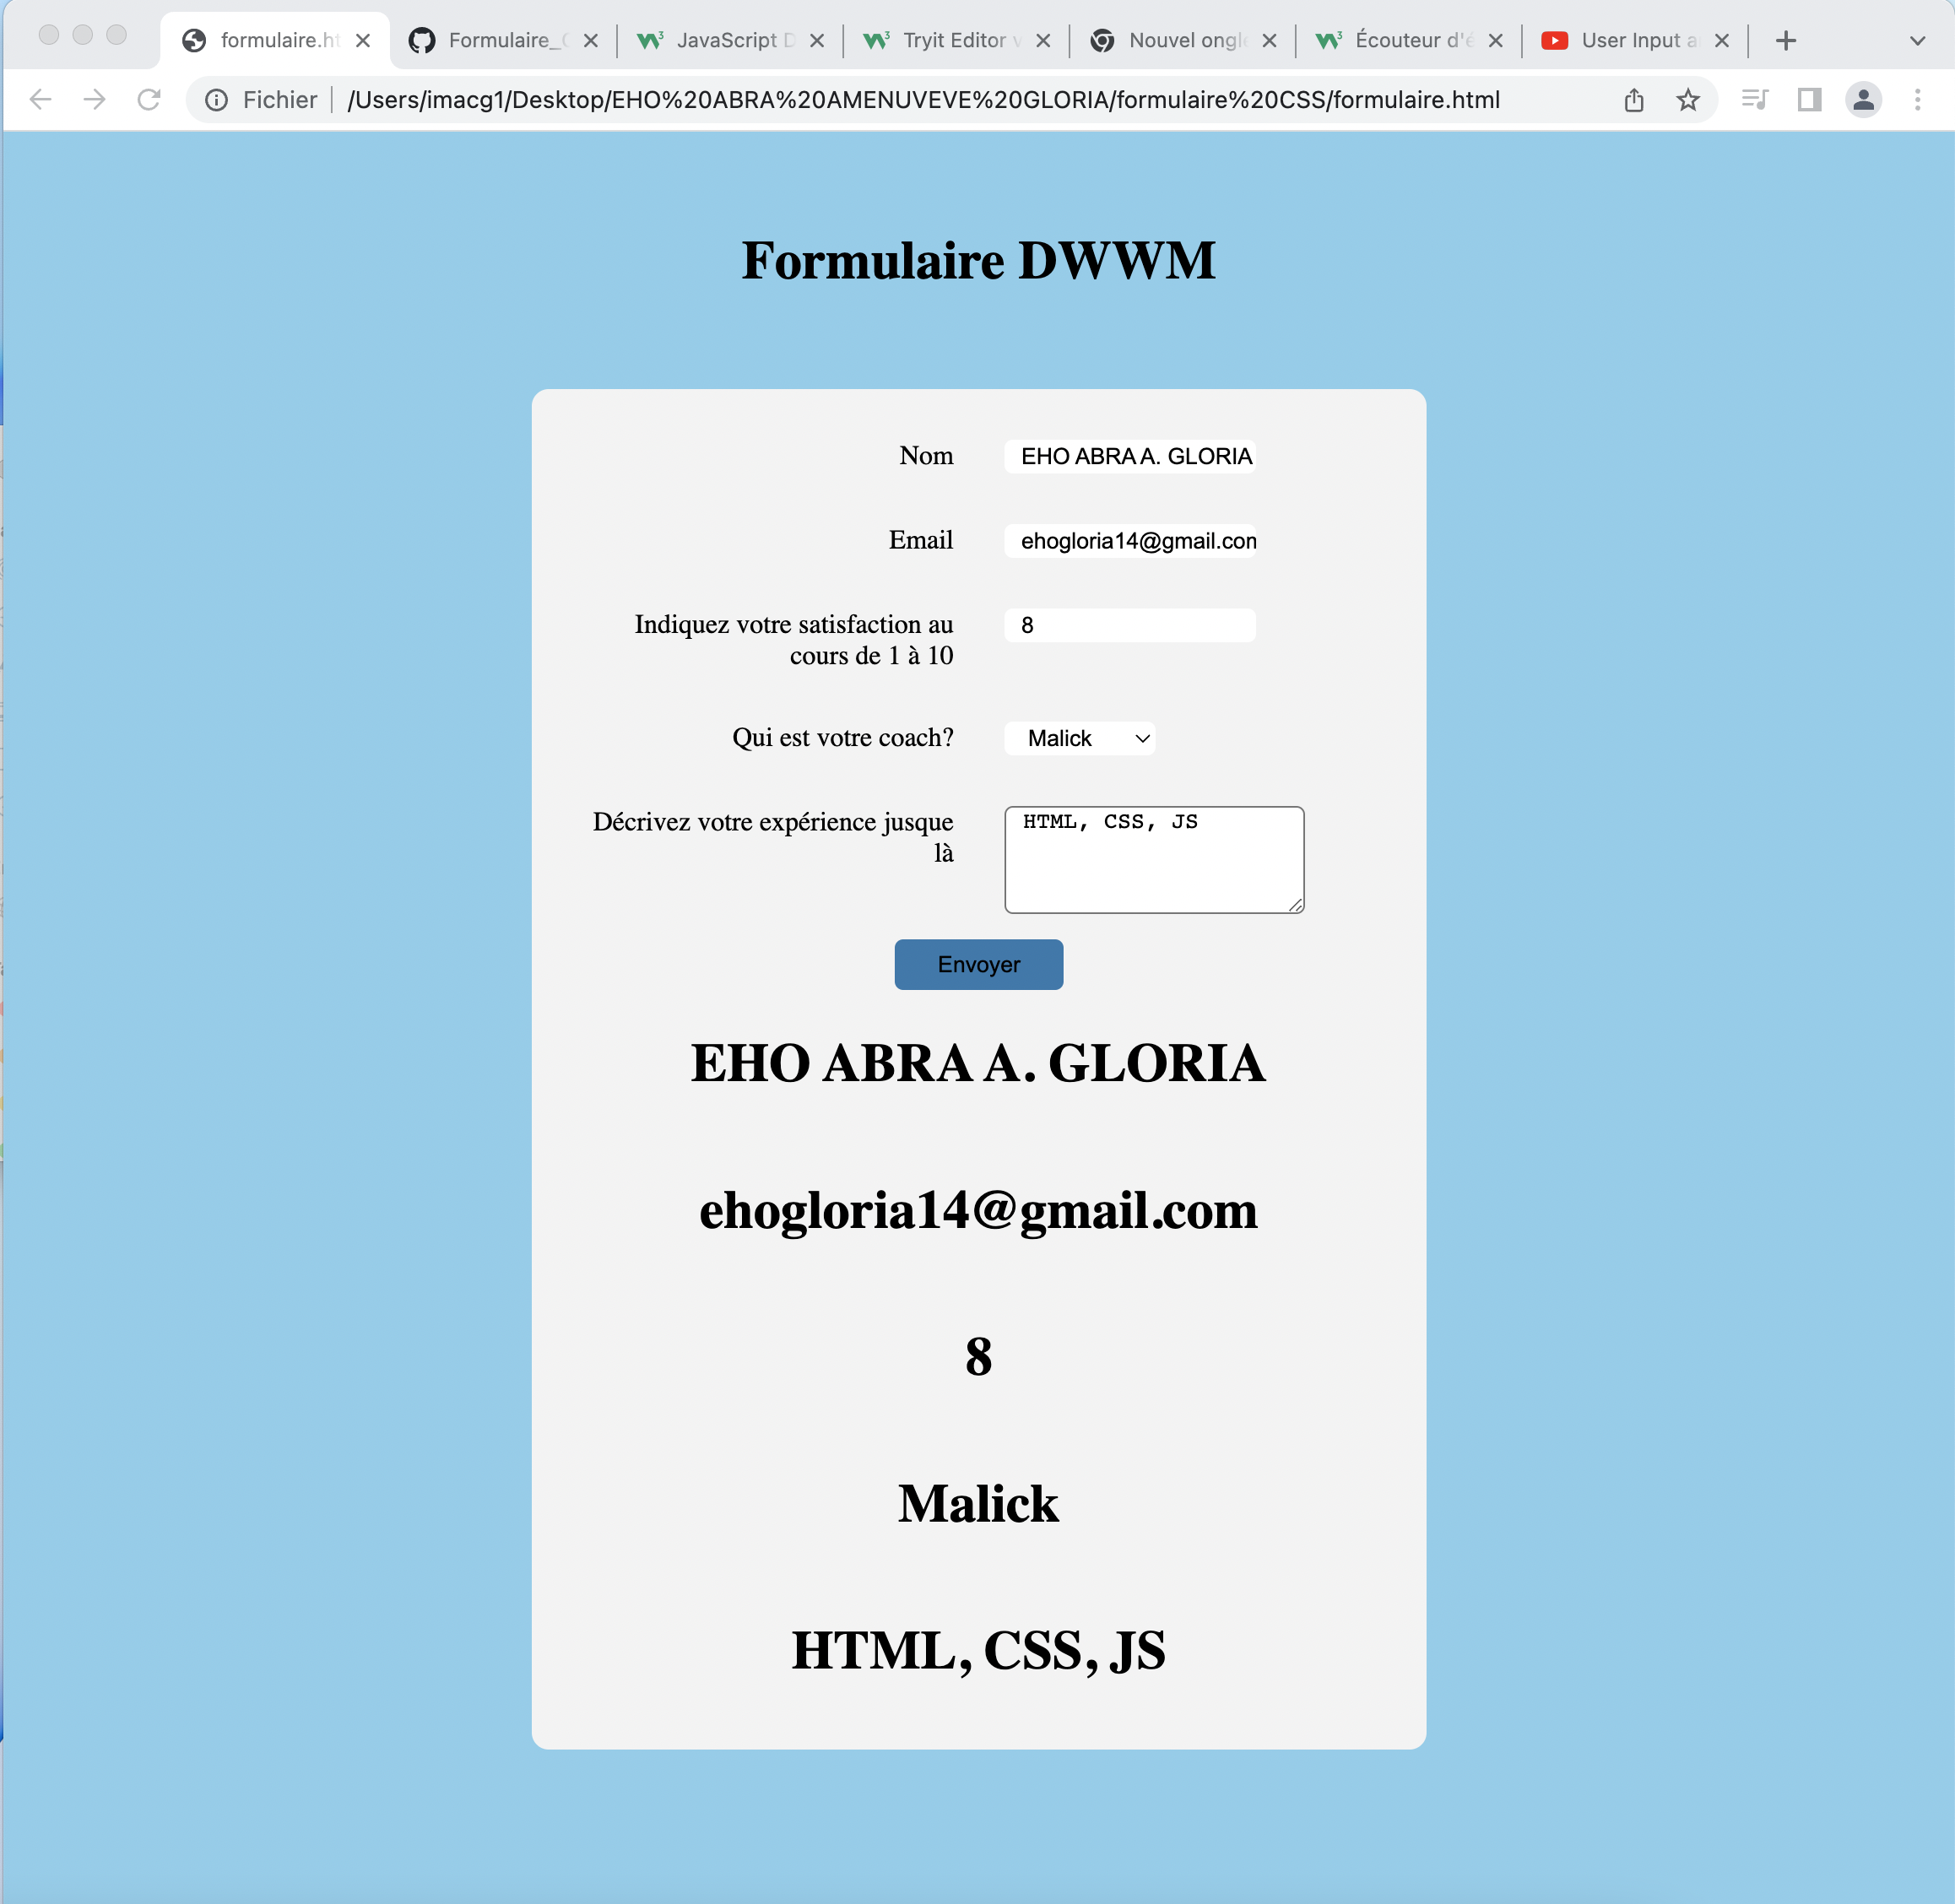 formulaire.ht
Formulaire_
JavaScript D
Tryit Editor v
Nouvel ongle
Écouteur d'é
User Input a
Fichier
/Users/imacg1/Desktop/EHO%20ABRA%20AMENUVEVE%20GLORIA/formulaire%20CSS/formulaire.html
Formulaire DWWM
Nom
EHO ABRA A. GLORIA
Email
ehogloria14@gmail.com
Indiquez votre satisfaction au
cours de 1 à 10
8
Qui est votre coach?
Malick
Décrivez votre expérience jusque
là
HTML, CSS, JS
Envoyer
EHO ABRA A. GLORIA
ehogloria14@gmail.com
8
Malick
HTML, CSS, JS